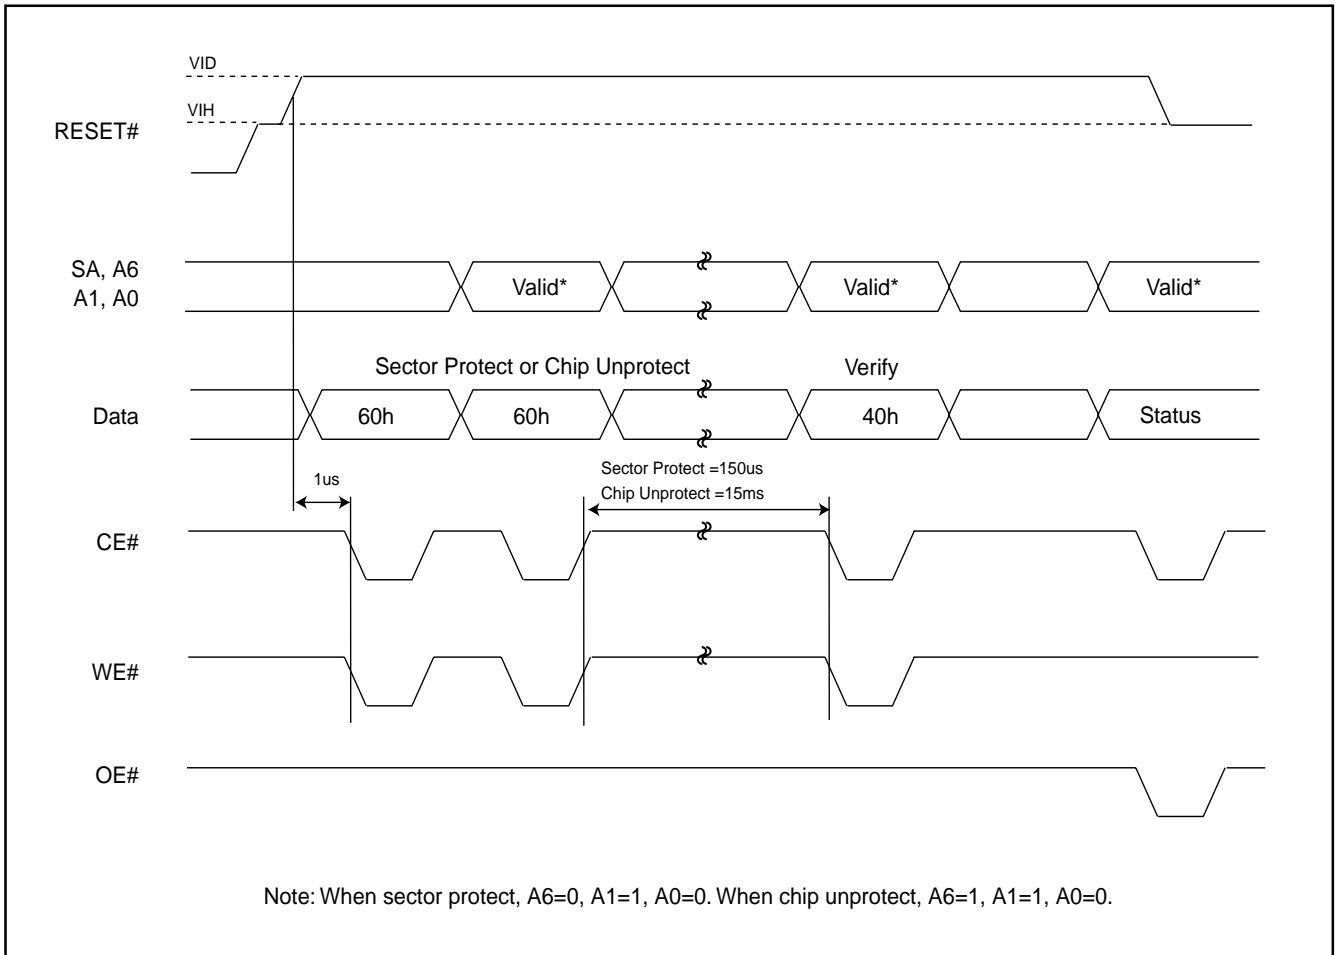 VID
VIH
RESET#
SA, A6
A1, A0
Valid*
Valid*
Valid*
Sector Protect or Chip Unprotect
Verify
Data
60h
60h
40h
Status
1us
Sector Protect =150us
Chip Unprotect =15ms
CE#
WE#
OE#
Note: When sector protect, A6=0, A1=1, A0=0. When chip unprotect, A6=1, A1=1, A0=0.